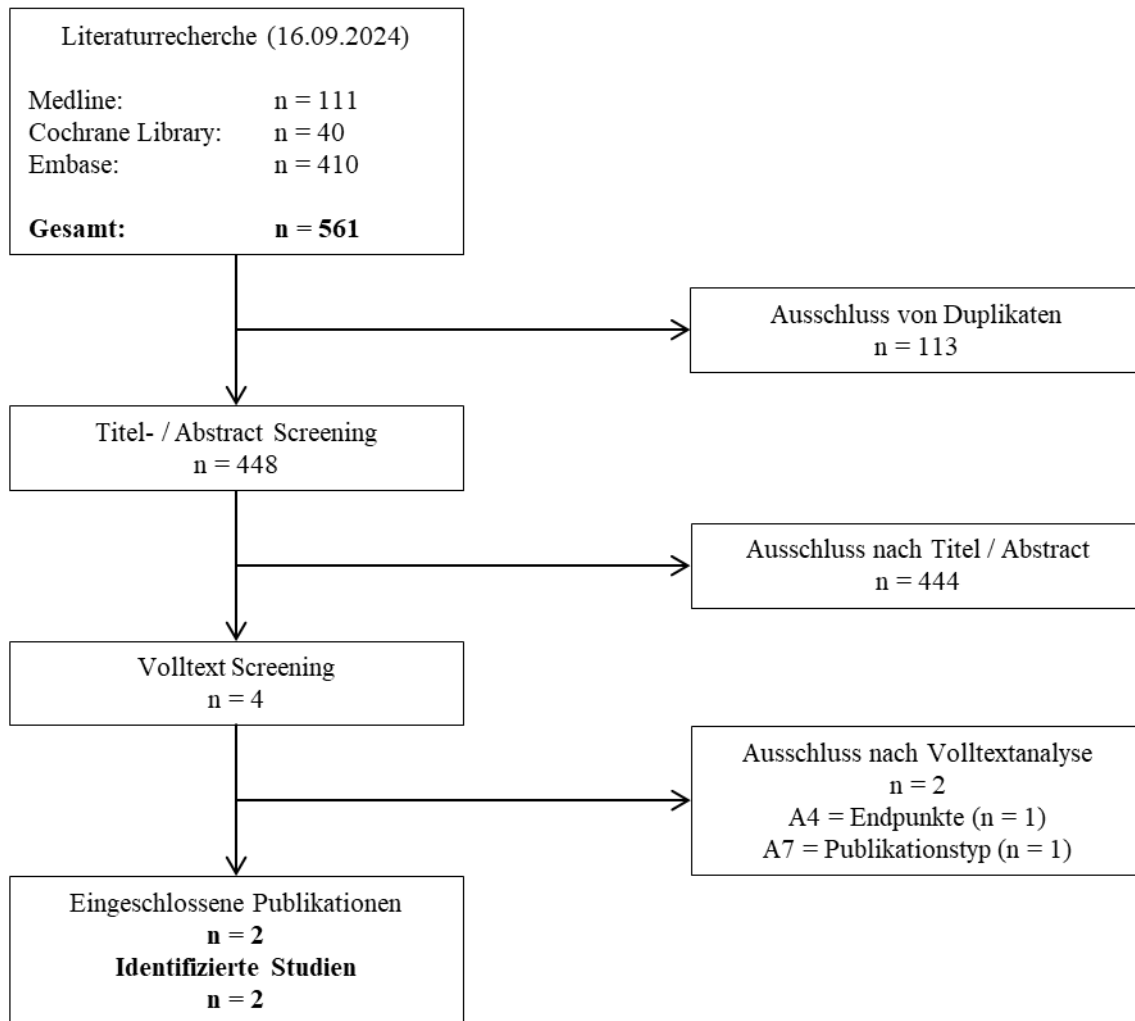 Literaturrecherche (16.09.2024)
Medline: n = 111
Cochrane Library: n = 40
Embase: n = 410
Gesamt: n = 561
Ausschluss von Duplikaten
n = 113
Titel- / Abstract Screening
n = 448
Ausschluss nach Titel / Abstract
n = 444
Volltext Screening
n = 4
Ausschluss nach Volltextanalyse
n = 2
A4 = Endpunkte (n = 1)
A7 = Publikationstyp (n = 1)
Eingeschlossene Publikationen
n = 2
Identifizierte Studien
n = 2